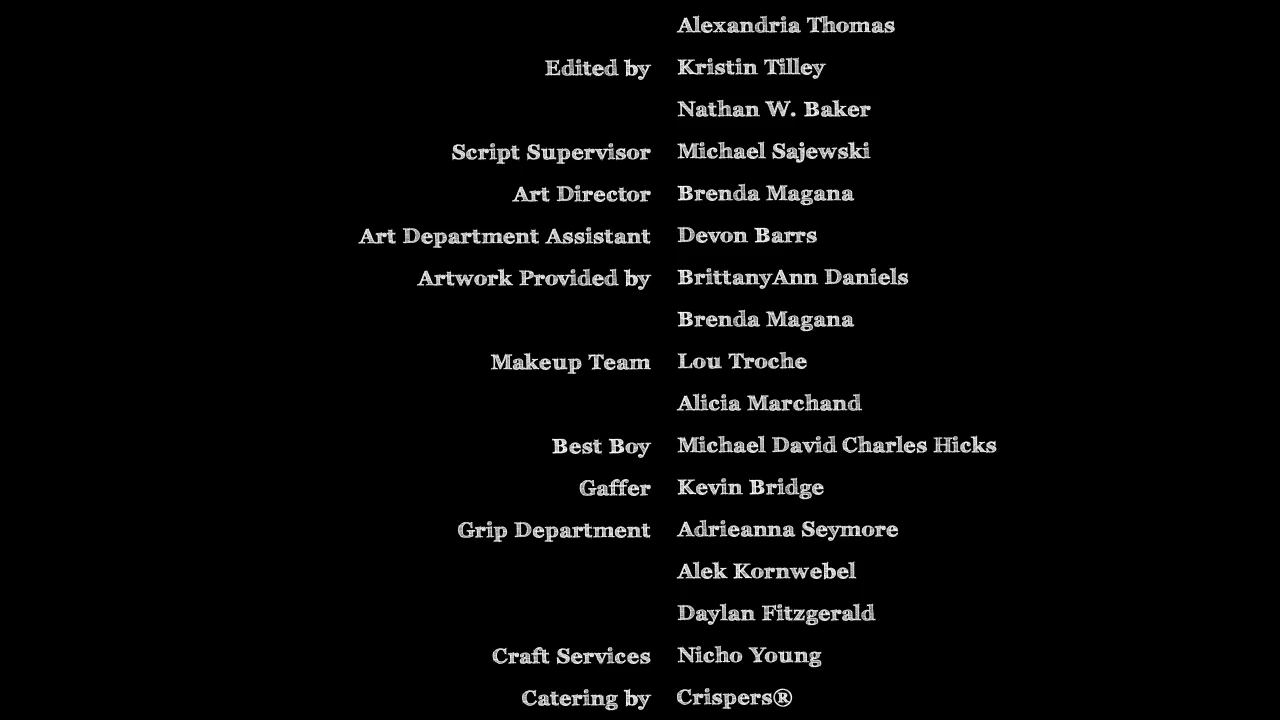 Alexandria Thomas
Edited by Kristin Tilley
Nathan W. Baker
Script Supervisor Michael Sajewski
Art Director Brenda Magana
Art Department Assistant Devon Barrs
Artwork Provided by BrittanyAnn Daniels
Brenda Magana
Makeup Team Lou Troche
Alicia Marchand
Best Boy Michael David Charles Hicks
Gaffer Kevin Bridge
Grip Department Adrieanna Seymore
Alek Kornwebel
Daylan Fitzgerald
Craft Services Nicho Young
Catering by Crispers®